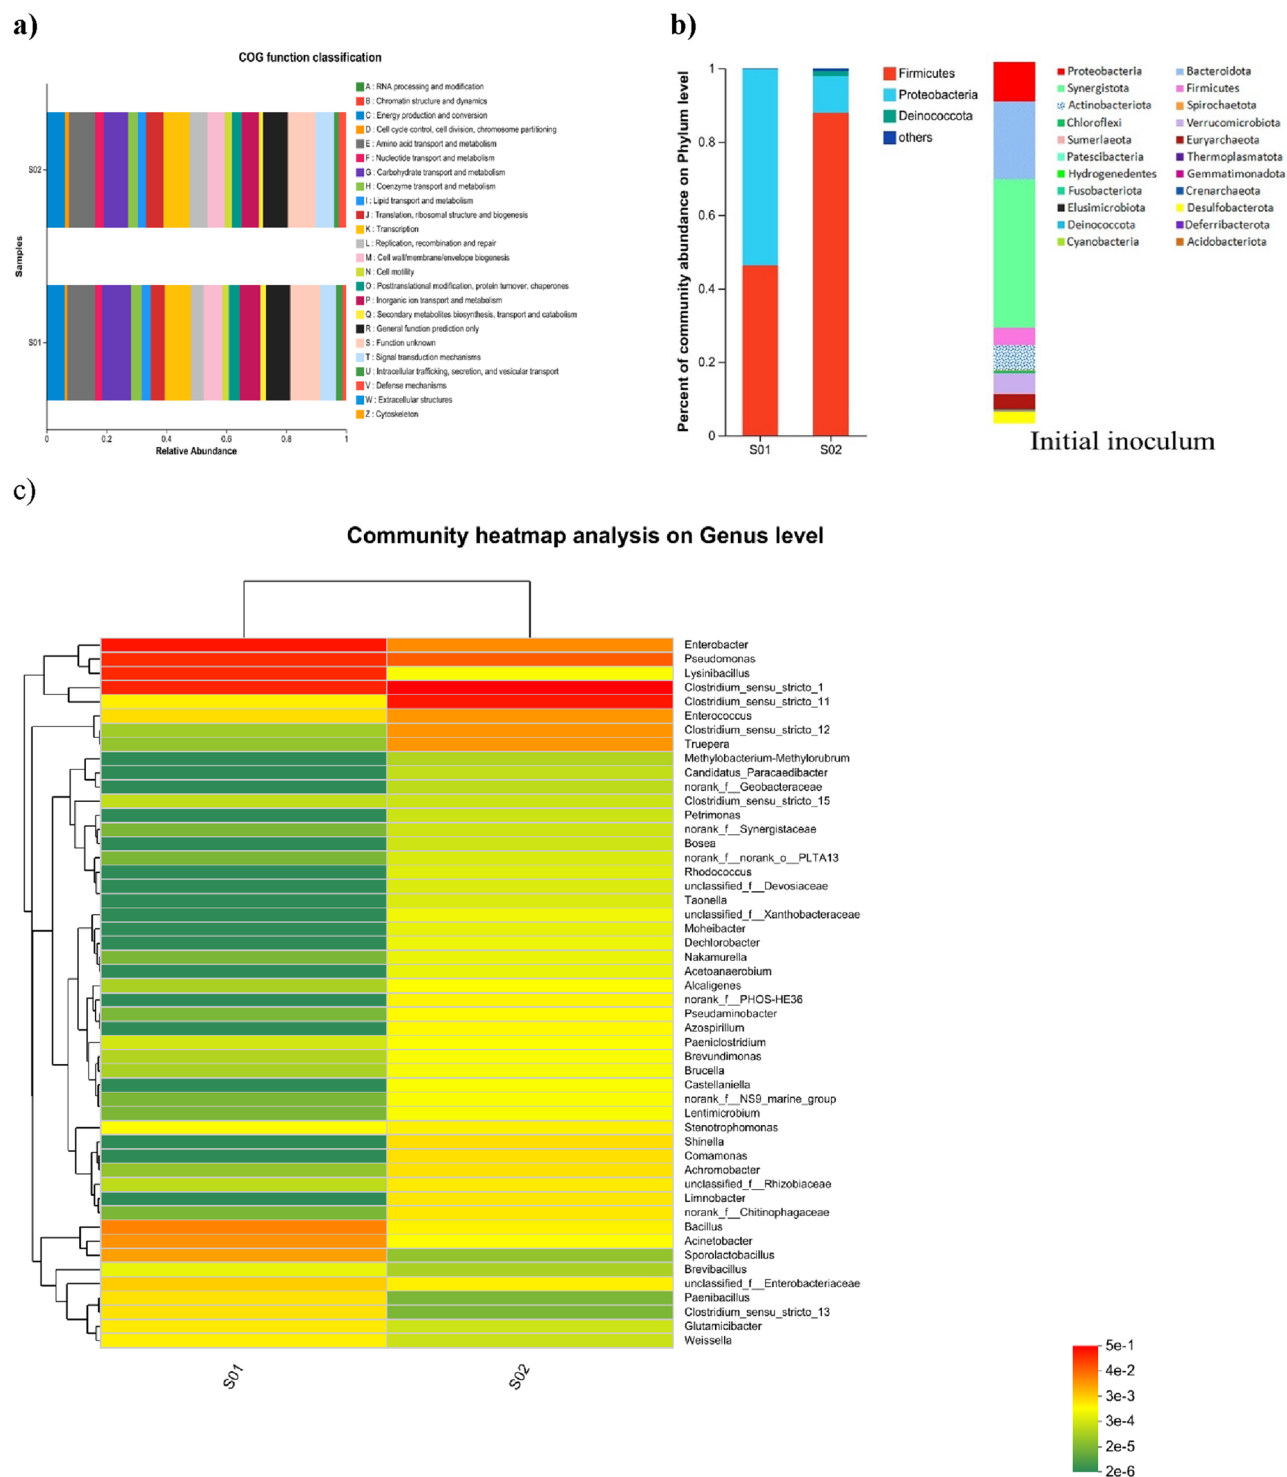 a)
COG function classification
S02
S01
Samples
0 0.2 0.4 0.6 0.8 1
Relative Abundance
A : RNA processing and modification
B : Chromatin structure and dynamics
C : Energy production and conversion
D : Cell cycle control, cell division, chromosome partitioning
E : Amino acid transport and metabolism
F : Nucleotide transport and metabolism
G : Carbohydrate transport and metabolism
H : Coenzyme transport and metabolism
I : Lipid transport and metabolism
J : Translation, ribosomal structure and biogenesis
K : Transcription
L : Replication, recombination and repair
M : Cell wall/membrane/envelope biogenesis
N : Cell motility
O : Posttranslational modification, protein turnover, chaperones
P : Inorganic ion transport and metabolism
Q : Secondary metabolites biosynthesis, transport and catabolism
R : General function prediction only
S : Function unknown
T : Signal transduction mechanisms
U : Intracellular trafficking, secretion, and vesicular transport
V : Defense mechanisms
W : Extracellular structures
Z : Cytoskeleton
b)
Percent of community abundance on Phylum level
1
0.8
0.6
0.4
0.2
0
S01 S02
Firmicutes
Proteobacteria
Deinococcota
others
Proteobacteria Bacteroidota
Synergistota Firmicutes
Actinobacteriota Spirochaetota
Chloroflexi Verrucomicrobiota
Sumerlaeota Euryarchaeota
Patescibacteria Thermoplasmatota
Hydrogenedentes Gemmatimonadota
Fusobacteriota Crenarchaeota
Elusimicrobiota Desulfobacterota
Deinococcota Deferribacterota
Cyanobacteria Acidobacteriota
Initial inoculum
c)
Community heatmap analysis on Genus level
Enterobacter
Pseudomonas
Lysinibacillus
Clostridium_sensu_stricto_1
Clostridium_sensu_stricto_11
Enterococcus
Clostridium_sensu_stricto_12
Truepera
Methylobacterium-Methylorubrum
Candidatus_Paracaedibacter
norank_f__Geobacteraceae
Clostridium_sensu_stricto_15
Petrimonas
norank_f__Synergistaceae
Bosea
norank_f__norank_o__PLTA13
Rhodococcus
unclassified_f__Devosiaceae
Taonella
unclassified_f__Xanthobacteraceae
Moheibacter
Dechlorobacter
Nakamurella
Acetoanaerobium
Alcaligenes
norank_f__PHOS-HE36
Pseudaminobacter
Azospirillum
Paeniclostridium
Brevundimonas
Brucella
Castellaniella
norank_f__NS9_marine_group
Lentimicrobium
Stenotrophomonas
Shinella
Comamonas
Achromobacter
unclassified_f__Rhizobiaceae
Limnobacter
norank_f__Chitinophagaceae
Bacillus
Acinetobacter
Sporolactobacillus
Brevibacillus
unclassified_f__Enterobacteriaceae
Paenibacillus
Clostridium_sensu_stricto_13
Glutamicibacter
Weissella
S01 S02
5e-1
4e-2
3e-3
3e-4
2e-5
2e-6